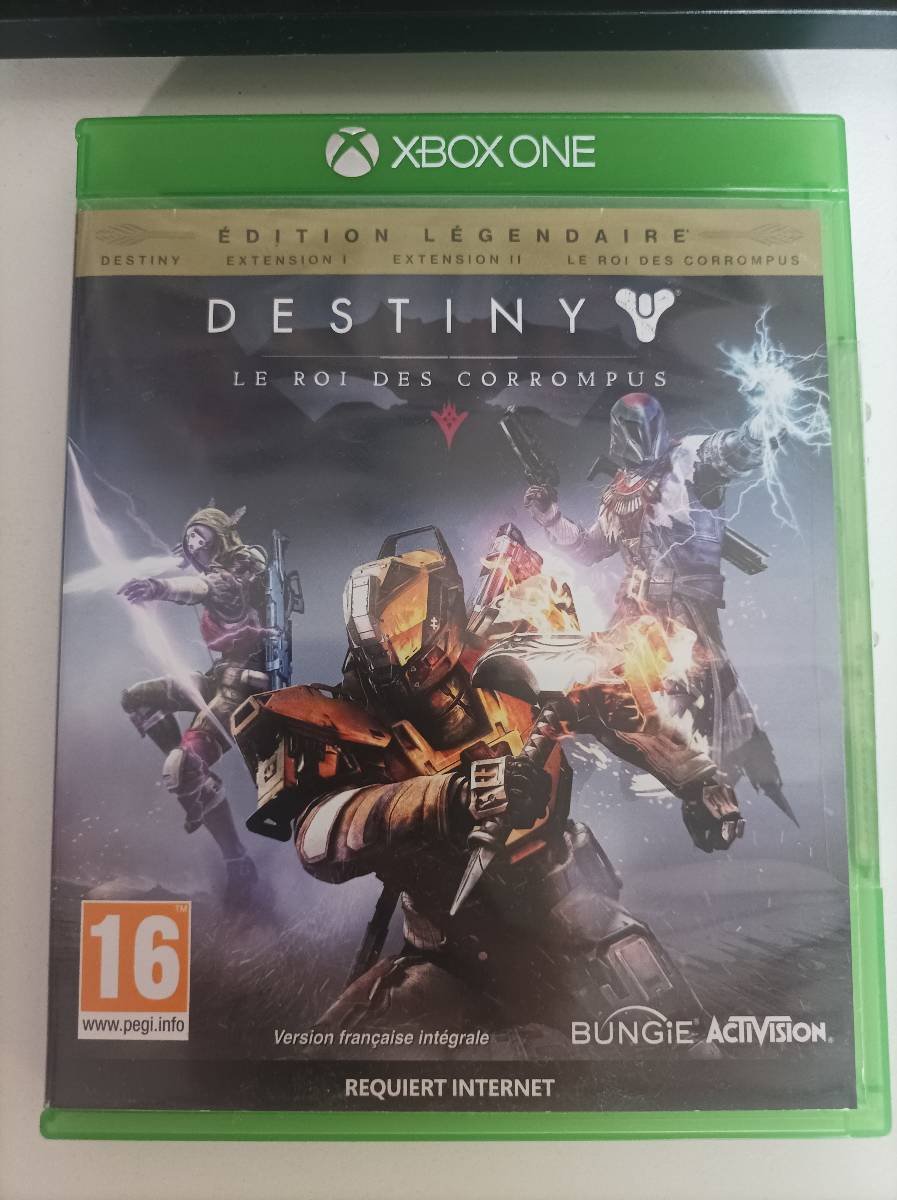 XBOX ONE
ÉDITION LÉGENDAIRE
DESTINY EXTENSION I EXTENSION II LE ROI DES CORROMPUS
DESTINY
LE ROI DES CORROMPUS
16
www.pegi.info
Version française intégrale
BUNGiE ACTIVISION
REQUIERT INTERNET